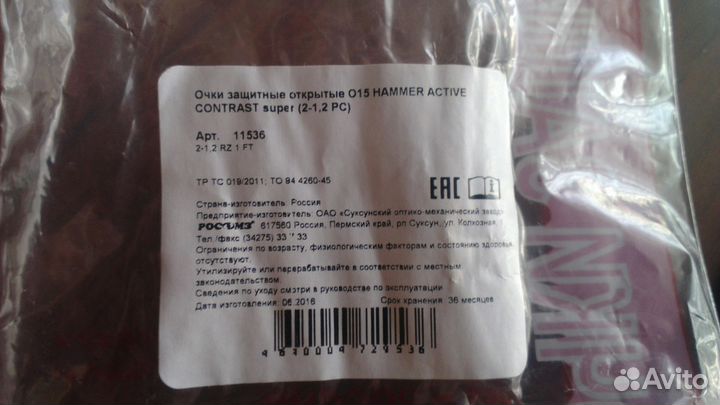 Очки защитные открытые О15 HAMMER ACTIVE
CONTRAST super (2-1,2 PC)
Арт. 11536
2-1,2 RZ 1 FT
ТР ТС 019/2011; ТО 94 4260-45
EAC
Страна-изготовитель: Россия
Предприятие-изготовитель: ОАО «Суксунский оптико-механический завод»
РОСОМЗ® 617560 Россия, Пермский край, рп Суксун, ул. Колхозная,
Тел./факс (34275) 33 33
Ограничения по возрасту, физиологическим факторам и состоянию здоровья
отсутствуют.
Утилизируйте или перерабатывайте в соответствии с местным
законодательством.
Сведения по уходу смотри в руководстве по эксплуатации
Дата изготовления: 06.2016 Срок хранения: 36 месяцев
Avito